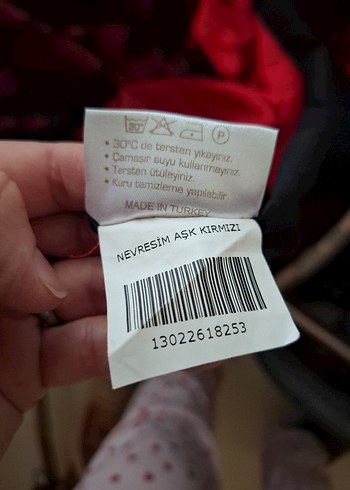 30°
P
• 30°C de tersten yıkayınız.
• Çamaşır suyu kullanmayınız.
• Tersten ütüleyiniz.
• Kuru temizleme yapılabilir
MADE IN TURKEY
NEVRESİM AŞK KIRMIZI
13022618253